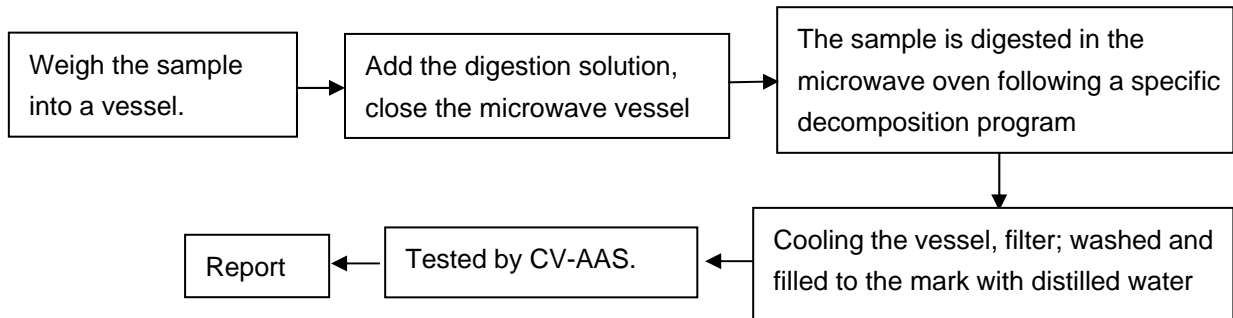 Weigh the sample
into a vessel.
Add the digestion solution,
close the microwave vessel
The sample is digested in the
microwave oven following a specific
decomposition program
Cooling the vessel, filter; washed and
filled to the mark with distilled water
Tested by CV-AAS.
Report